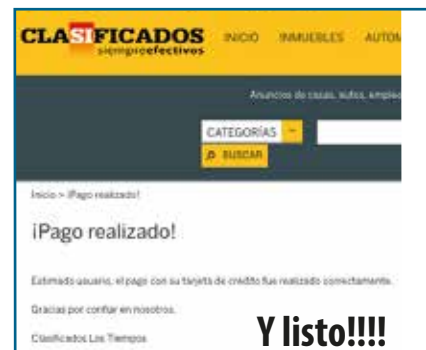 CLASIFICADOS
siempreefectivos
INICIO INMUEBLES AUTOM
Anuncios de casas, autos, empleo
CATEGORÍAS
BUSCAR
Inicio > ¡Pago realizado!
¡Pago realizado!
Estimado usuario, el pago con su tarjeta de crédito fue realizado correctamente.
Gracias por confiar en nosotros.
Clasificados Los Tiempos
Y listo!!!!